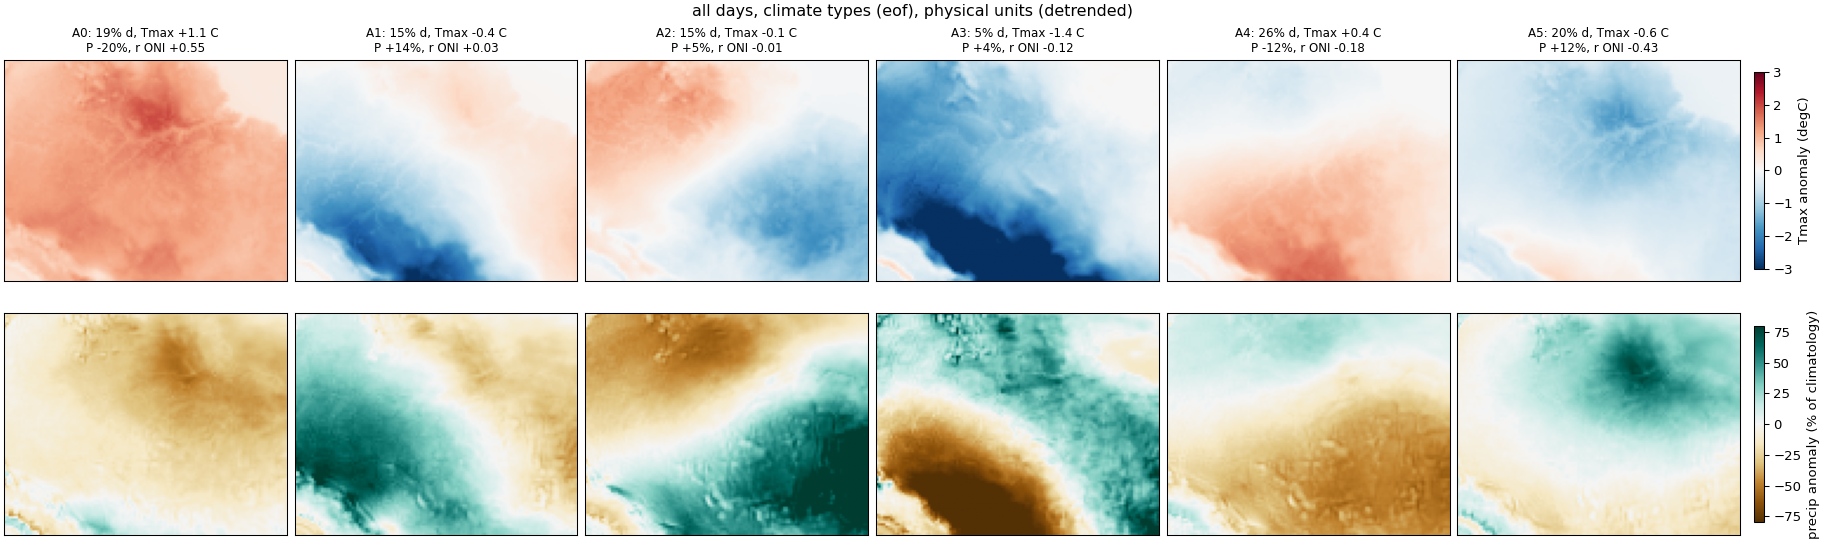 all days, climate types (eof), physical units (detrended)
A0: 19% d, Tmax +1.1 C
P -20%, r ONI +0.55
A1: 15% d, Tmax -0.4 C
P +14%, r ONI +0.03
A2: 15% d, Tmax -0.1 C
P +5%, r ONI -0.01
A3: 5% d, Tmax -1.4 C
P +4%, r ONI -0.12
A4: 26% d, Tmax +0.4 C
P -12%, r ONI -0.18
A5: 20% d, Tmax -0.6 C
P +12%, r ONI -0.43
3
2
1
0
−1
−2
−3
Tmax anomaly (degC)
75
50
25
0
−25
−50
−75
precip anomaly (% of climatology)